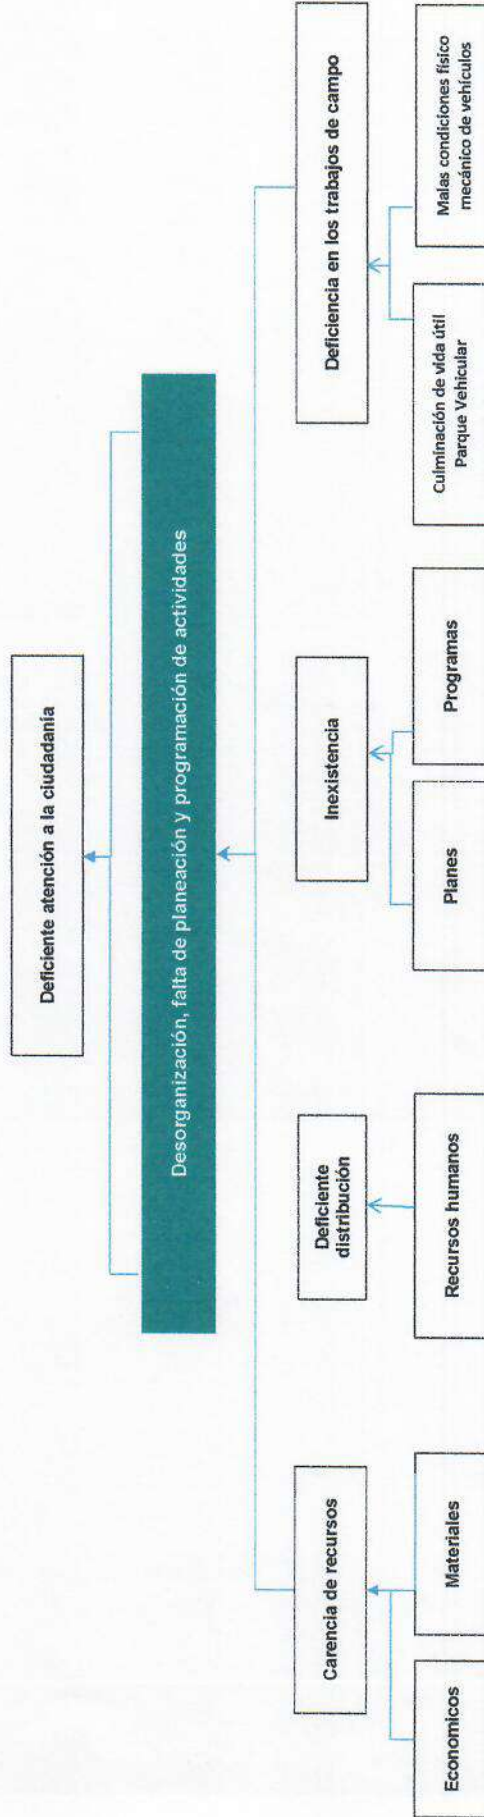 Deficiente atención a la ciudadania
Desorganización, falta de planeación y programación de actividades
Carencia de recursos
Deficiente
distribución
Inexistencia
Deficiencia en los trabajos de campo
Economicos
Materiales
Recursos humanos
Planes
Programas
Culminación de vida útil
Parque Vehicular
Malas condiciones físico
mecánico de vehículos